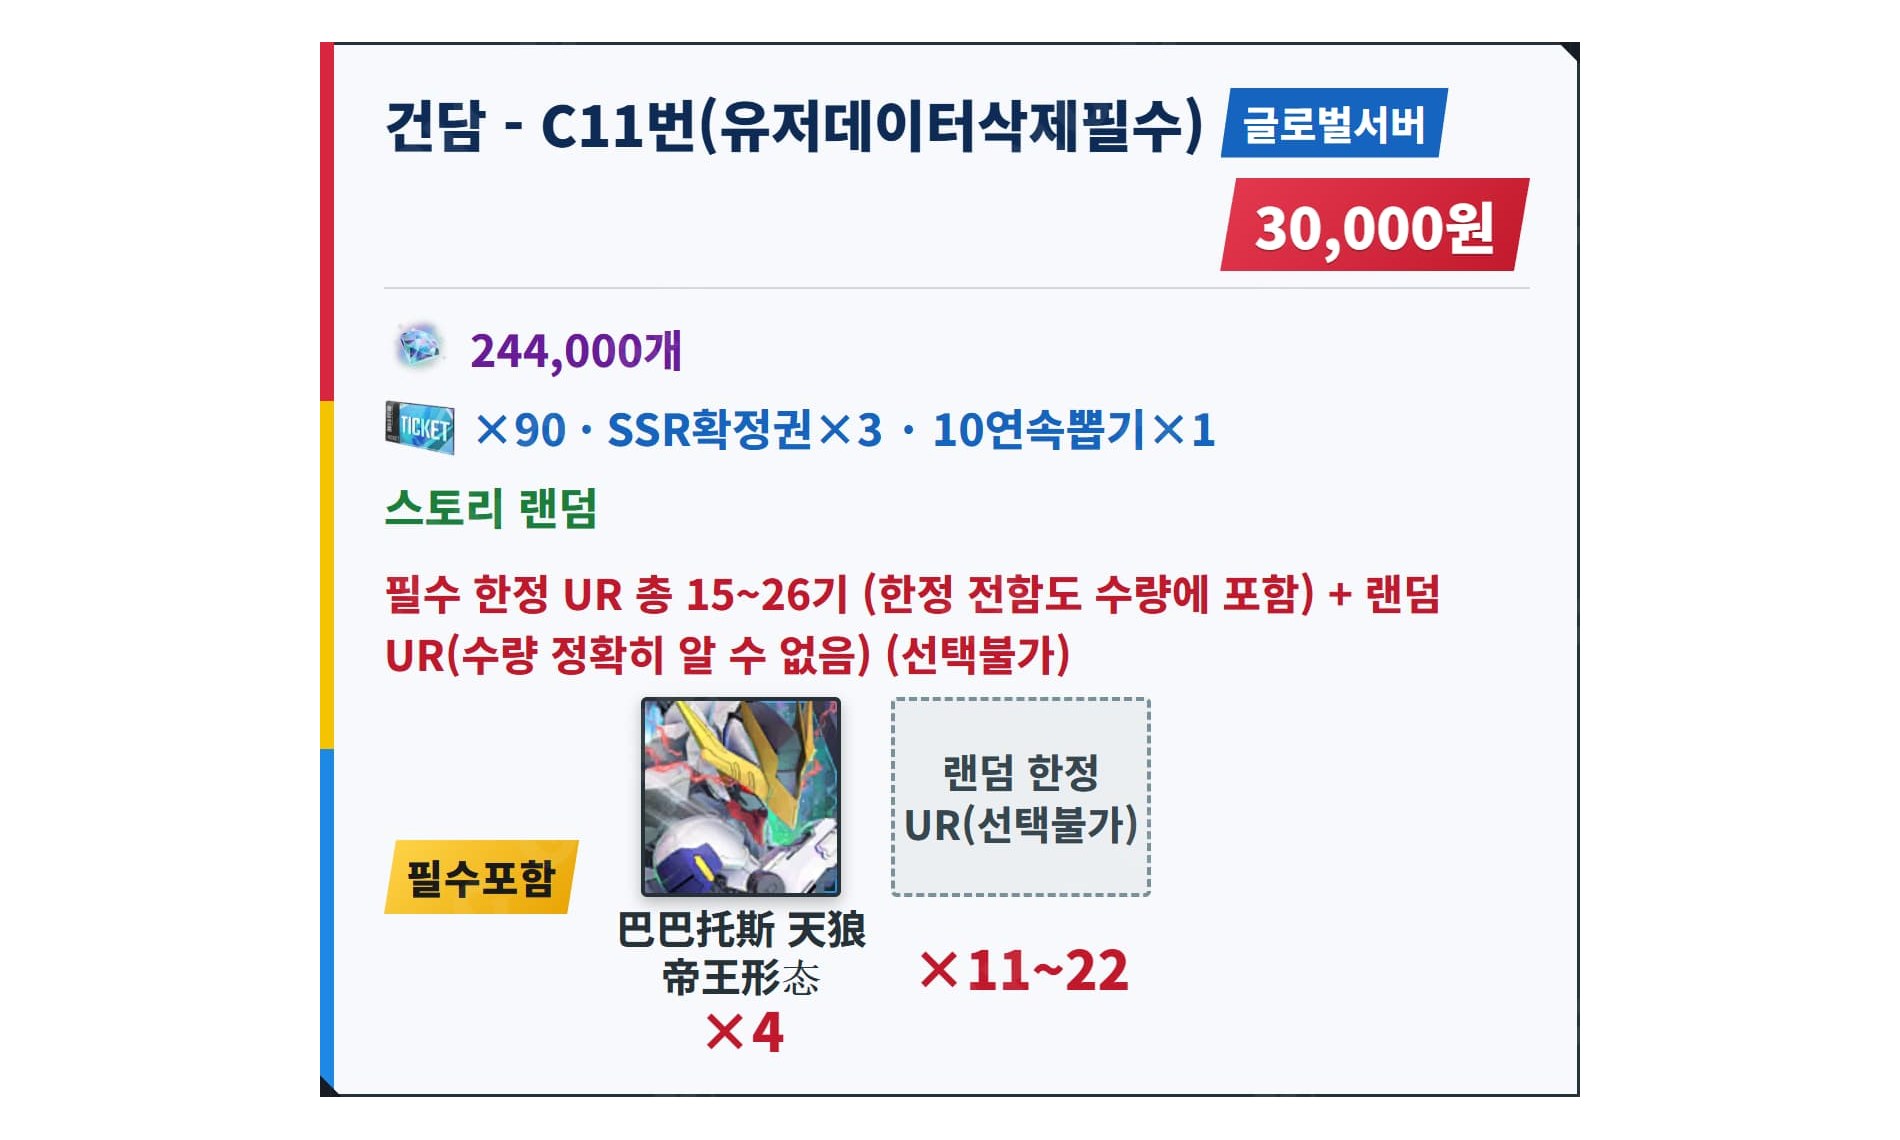 건담 - C11번(유저데이터삭제필수) 글로벌서버
30,000원
244,000개
TICKET ×90 · SSR확정권×3 · 10연속뽑기×1
스토리 랜덤
필수 한정 UR 총 15~26기 (한정 전함도 수량에 포함) + 랜덤
UR(수량 정확히 알 수 없음) (선택불가)
랜덤 한정
UR(선택불가)
필수포함
巴巴托斯 天狼
帝王形态
×4
×11~22